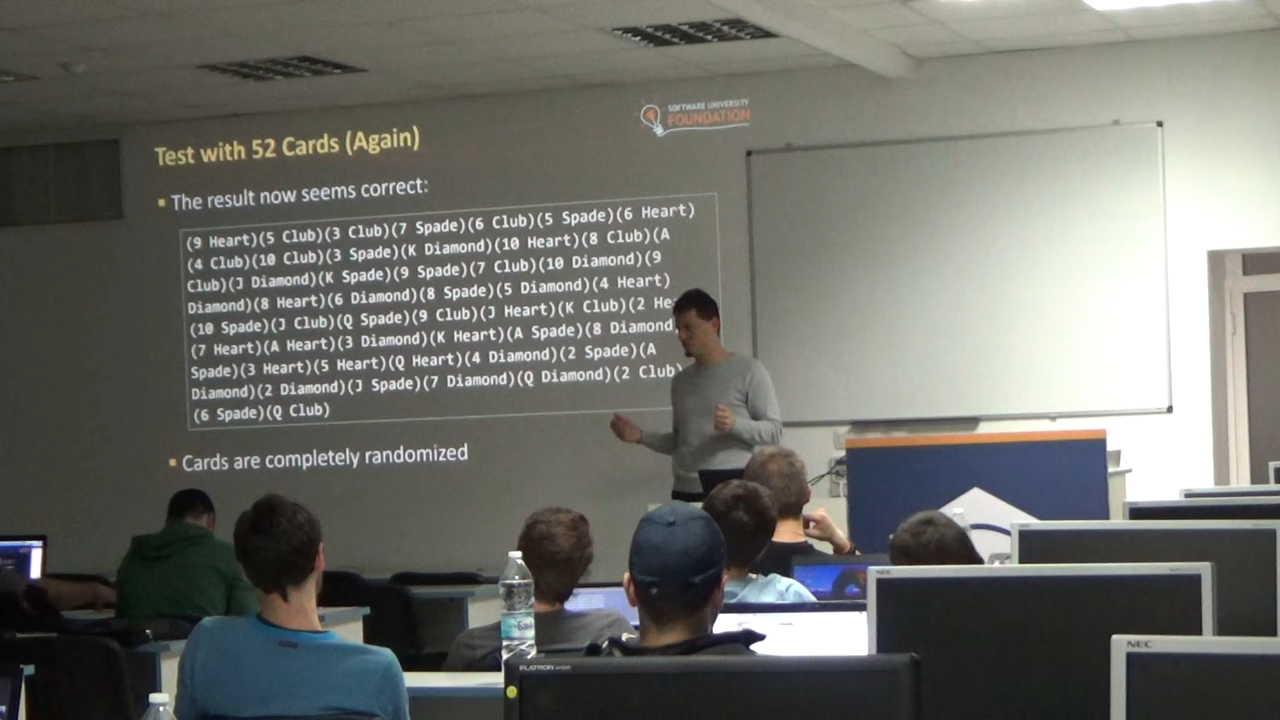 SOFTWARE UNIVERSITY
FOUNDATION
Test with 52 Cards (Again)
The result now seems correct:
(9 Heart)(5 Club)(3 Club)(7 Spade)(6 Club)(5 Spade)(6 Heart)
(4 Club)(10 Club)(3 Spade)(K Diamond)(10 Heart)(8 Club)(A
Club)(J Diamond)(K Spade)(9 Spade)(7 Club)(10 Diamond)(9
Diamond)(8 Heart)(6 Diamond)(8 Spade)(5 Diamond)(4 Heart)
(10 Spade)(J Club)(Q Spade)(9 Club)(J Heart)(K Club)(2 He
(7 Heart)(A Heart)(3 Diamond)(K Heart)(A Spade)(8 Diamond
Spade)(3 Heart)(5 Heart)(Q Heart)(4 Diamond)(2 Spade)(A
Diamond)(2 Diamond)(J Spade)(7 Diamond)(Q Diamond)(2 Club)
(6 Spade)(Q Club)
Cards are completely randomized
NEC
NEC
FLATRON